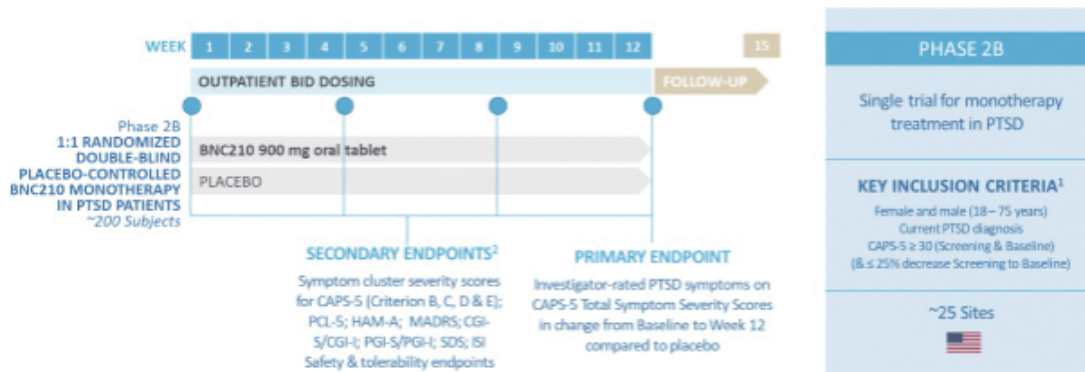 WEEK 1 2 3 4 5 6 7 8 9 10 11 12 15
OUTPATIENT BID DOSING FOLLOW-UP
Phase 2B
1:1 RANDOMIZED
DOUBLE-BLIND
PLACEBO-CONTROLLED
BNC210 MONOTHERAPY
IN PTSD PATIENTS
~200 Subjects
BNC210 900 mg oral tablet
PLACEBO
SECONDARY ENDPOINTS²
Symptom cluster severity scores
for CAPS-5 (Criterion B, C, D & E);
PCL-5; HAM-A; MADRS; CGI-
S/CGI-I; PGI-S/PGI-I; SDS; ISI
Safety & tolerability endpoints
PRIMARY ENDPOINT
Investigator-rated PTSD symptoms on
CAPS-5 Total Symptom Severity Scores
in change from Baseline to Week 12
compared to placebo
PHASE 2B
Single trial for monotherapy
treatment in PTSD
KEY INCLUSION CRITERIA¹
Female and male (18 – 75 years)
Current PTSD diagnosis
CAPS-5 ≥ 30 (Screening & Baseline)
(& ≤ 25% decrease Screening to Baseline)
~25 Sites